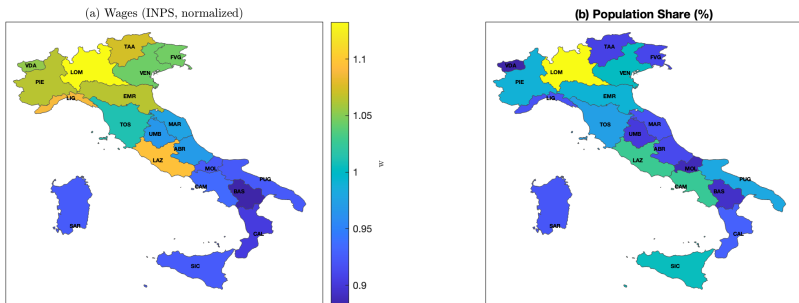 (a) Wages (INPS, normalized)
TAA
FVG
VDA
LOM
VEN
PIE
EMR
LIG
TOS
MAR
UMB
ABR
LAZ
MOL
PUG
CAM
BAS
SAR
CAL
SIC
1.1
1.05
1
0.95
0.9
w
(b) Population Share (%)
TAA
FVG
VDA
LOM
VEN
PIE
EMR
LIG
TOS
MAR
UMB
ABR
LAZ
MOL
PUG
CAM
BAS
SAR
CAL
SIC